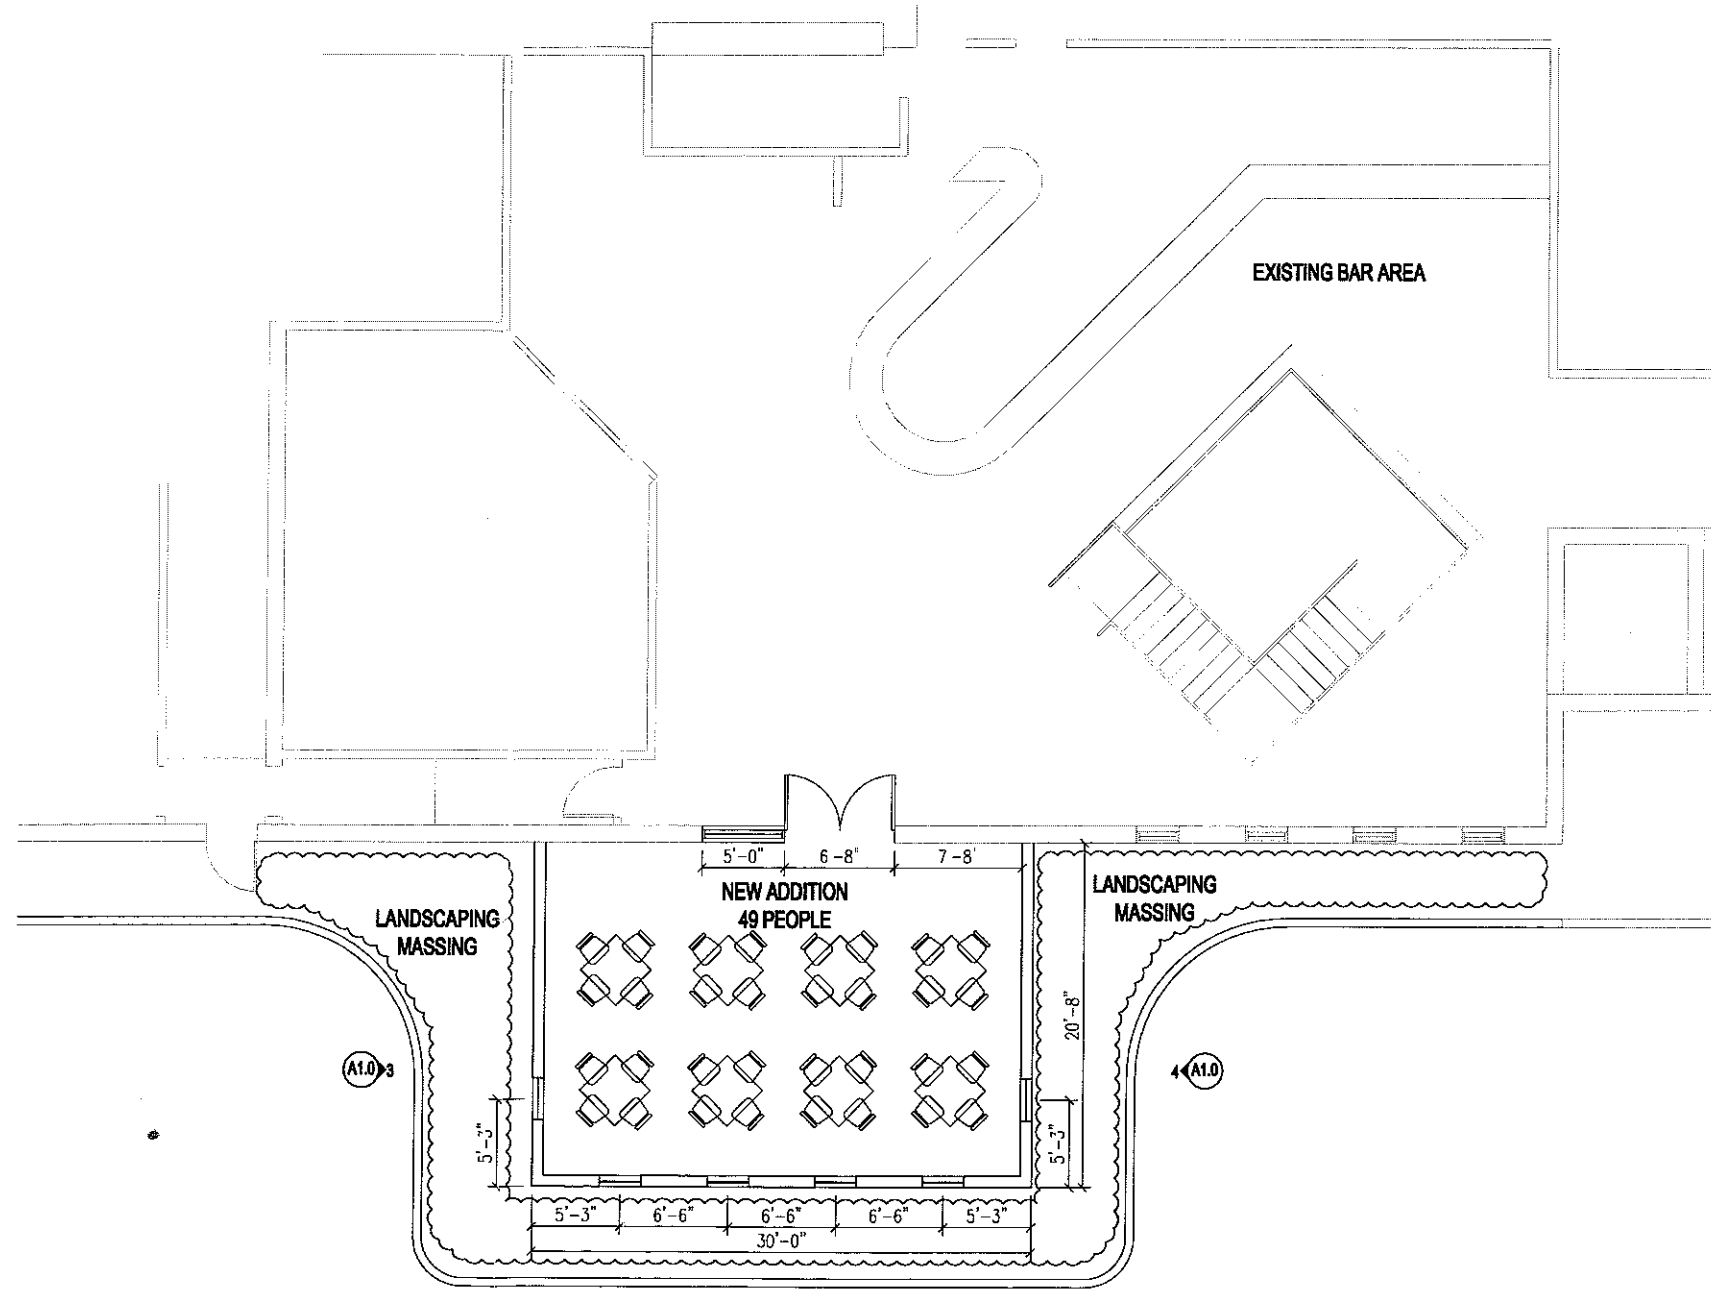 EXISTING BAR AREA
5'-0" 6'-8" 7'-8"
NEW ADDITION
49 PEOPLE
LANDSCAPING
MASSING
LANDSCAPING
MASSING
20'-8"
A1.0 3
4 A1.0
5'-3"
5'-3"
5'-3" 6'-6" 6'-6" 6'-6" 5'-3"
30'-0"